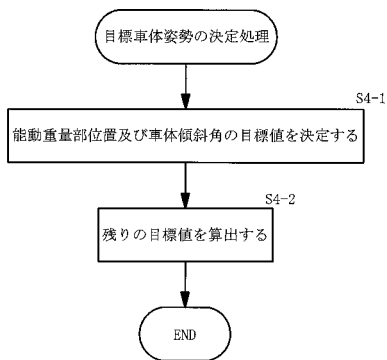 目標車体姿勢の決定処理
S4-1
能動重量部位置及び車体傾斜角の目標値を決定する
S4-2
残りの目標値を算出する
END